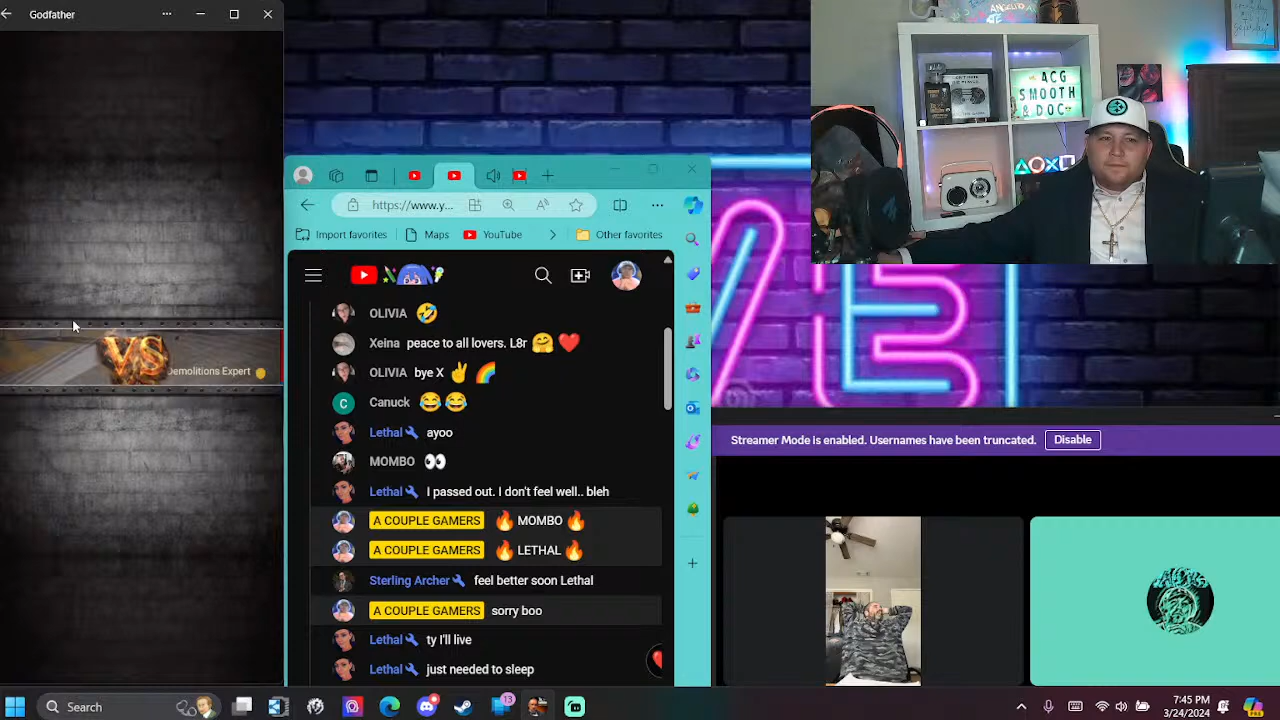 Godfather
VS
Demolitions Expert
https://www.y...
Import favorites
Maps
YouTube
Other favorites
OLIVIA 🤣
Xeina peace to all lovers. L8r 🤗 ❤️
OLIVIA bye X ✌️ 🌈
C
Canuck 😂 😂
Lethal ayoo
MOMBO 👀
Lethal I passed out. I don't feel well.. bleh
A COUPLE GAMERS 🔥 MOMBO 🔥
A COUPLE GAMERS 🔥 LETHAL 🔥
Sterling Archer feel better soon Lethal
A COUPLE GAMERS sorry boo
Lethal ty I'll live
Lethal just needed to sleep
ACG
SMOOTH
& DOC
Streamer Mode is enabled. Usernames have been truncated.
Disable
Search
13
7:45 PM
3/24/2024